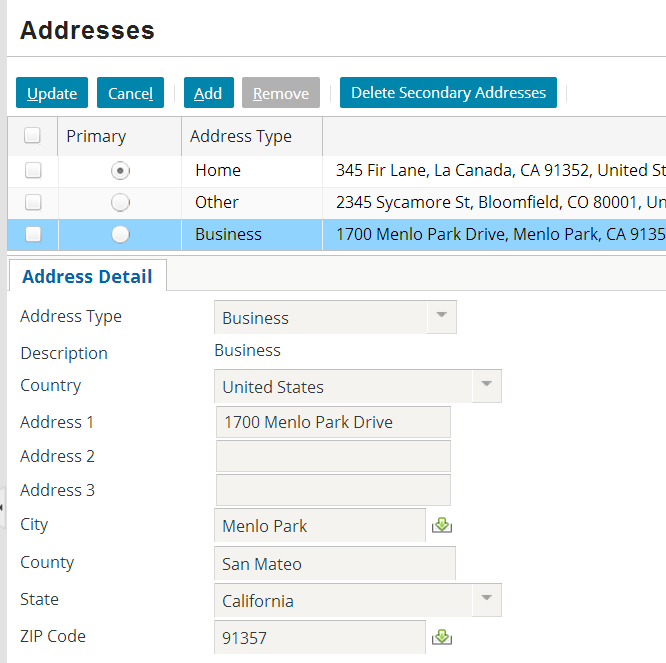 Addresses
Update Cancel Add Remove Delete Secondary Addresses
Primary Address Type
Home 345 Fir Lane, La Canada, CA 91352, United St
Other 2345 Sycamore St, Bloomfield, CO 80001, Un
Business 1700 Menlo Park Drive, Menlo Park, CA 9135
Address Detail
Address Type Business
Description Business
Country United States
Address 1 1700 Menlo Park Drive
Address 2
Address 3
City Menlo Park
County San Mateo
State California
ZIP Code 91357